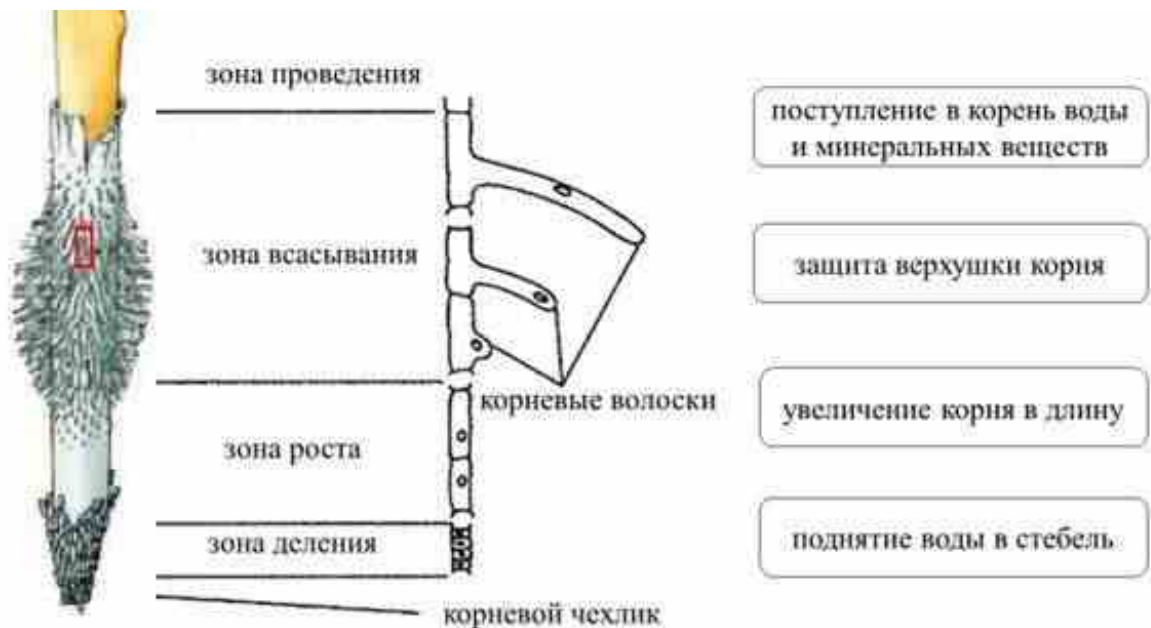 зона проведения
зона всасывания
корневые волоски
зона роста
зона деления
корневой чехлик
поступление в корень воды
и минеральных веществ
защита верхушки корня
увеличение корня в длину
поднятие воды в стебель